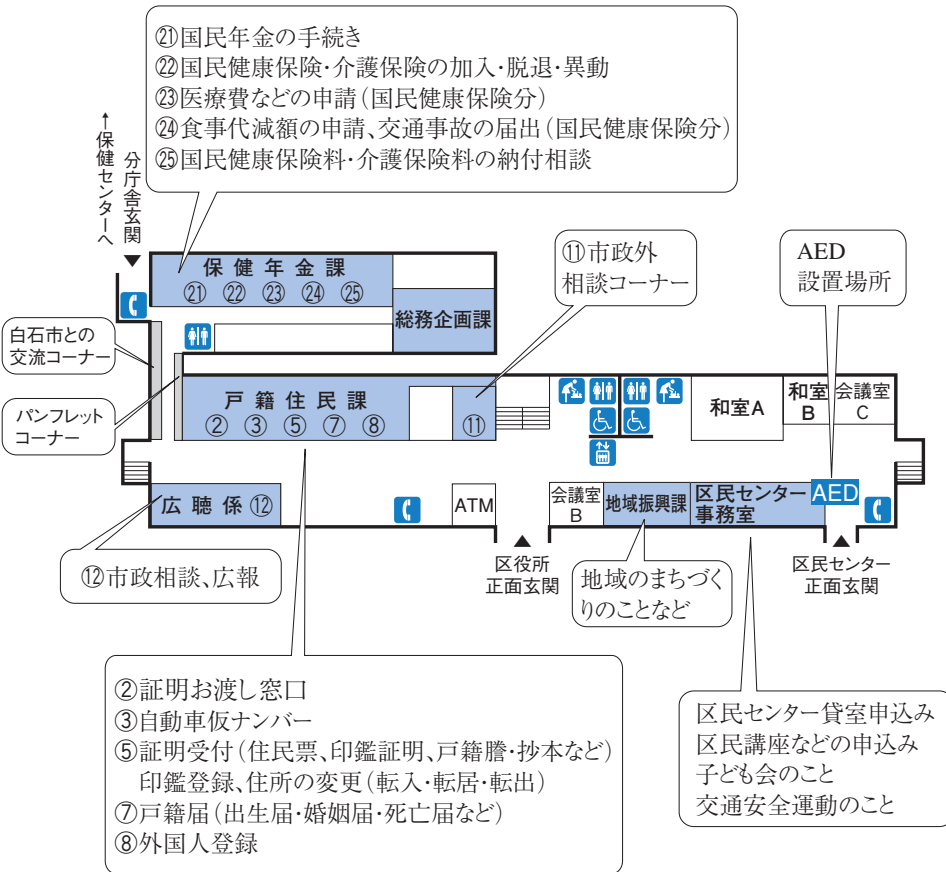 ㉑国民年金の手続き
㉒国民健康保険・介護保険の加入・脱退・異動
㉓医療費などの申請(国民健康保険分)
㉔食事代減額の申請、交通事故の届出(国民健康保険分)
㉕国民健康保険料・介護保険料の納付相談
↑保健センターへ
分庁舎玄関
⑪市政外
相談コーナー
AED
設置場所
保健年金課
㉑ ㉒ ㉓ ㉔ ㉕
総務企画課
白石市との
交流コーナー
パンフレット
コーナー
戸籍住民課
② ③ ⑤ ⑦ ⑧
⑪
和室A
和室
B
会議室
C
広聴係⑫
ATM
会議室
B
地域振興課
区民センター
事務室
AED
⑫市政相談、広報
区役所
正面玄関
地域のまちづく
りのことなど
区民センター
正面玄関
②証明お渡し窓口
③自動車仮ナンバー
⑤証明受付(住民票、印鑑証明、戸籍謄・抄本など)
印鑑登録、住所の変更(転入・転居・転出)
⑦戸籍届(出生届・婚姻届・死亡届など)
⑧外国人登録
区民センター貸室申込み
区民講座などの申込み
子ども会のこと
交通安全運動のこと